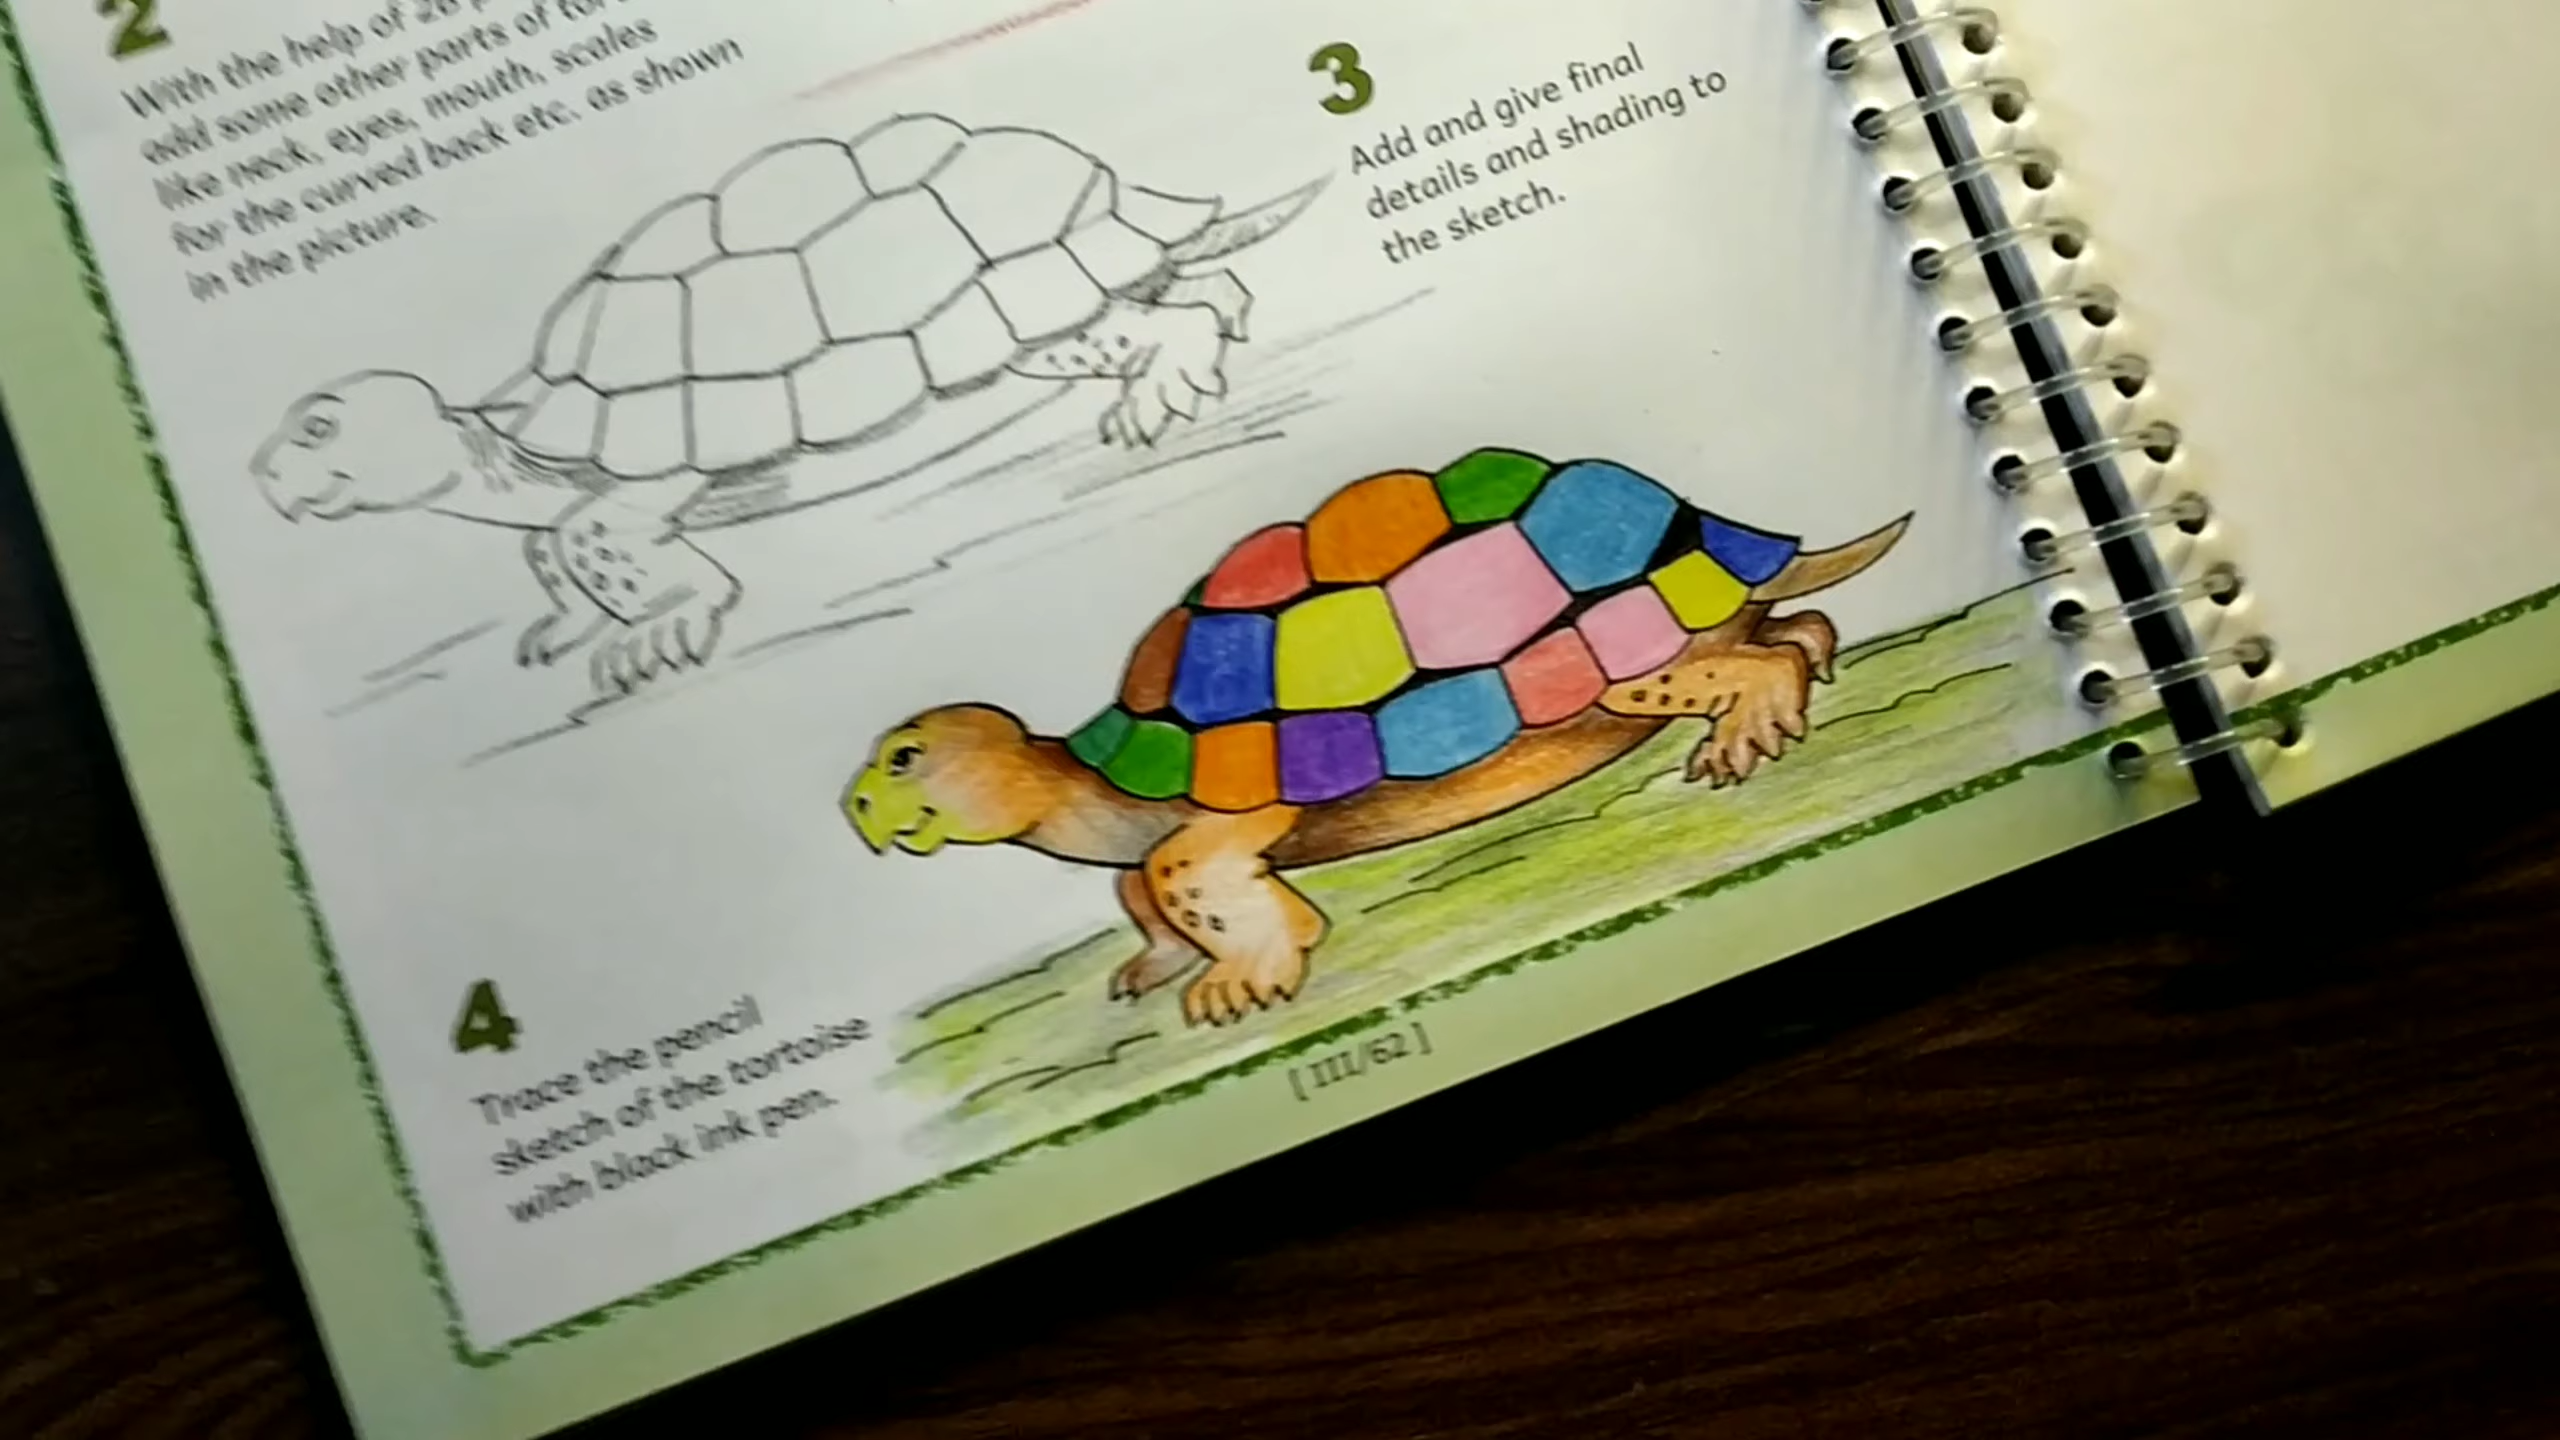 2
With the help of 2B
add some other parts of
like neck, eyes, mouth, scales
for the curved back etc. as shown
in the picture.
3
Add and give final
details and shading to
the sketch.
4
Trace the pencil
sketch of the tortoise
with black ink pen.
[ III/62 ]